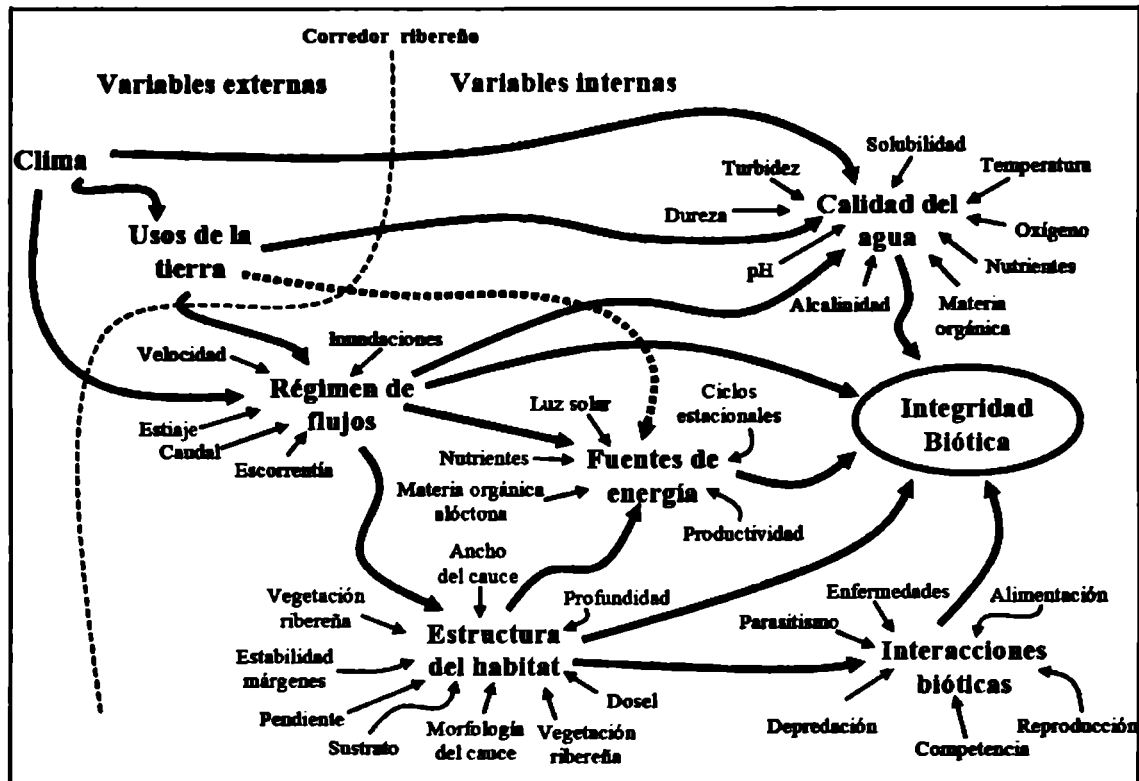 Corredor ribereño
Variables externas
Variables internas
Clima
Solubilidad
Turbidez
Temperatura
Dureza
Calidad del
agua
Oxígeno
Usos de la
tierra
pH
Nutrientes
Alcalinidad
Materia
orgánica
Inundaciones
Velocidad
Régimen de
flujos
Estiaje
Caudal
Escorrentía
Luz solar
Ciclos
estacionales
Integridad
Biótica
Nutrientes
Fuentes de
energía
Materia orgánica
alóctona
Productividad
Ancho
del cauce
Vegetación
ribereña
Profundidad
Enfermedades
Alimentación
Parasitismo
Estructura
del habitat
Interacciones
bióticas
Estabilidad
márgenes
Pendiente
Dosel
Sustrato
Morfología
del cauce
Vegetación
ribereña
Depredación
Reproducción
Competencia